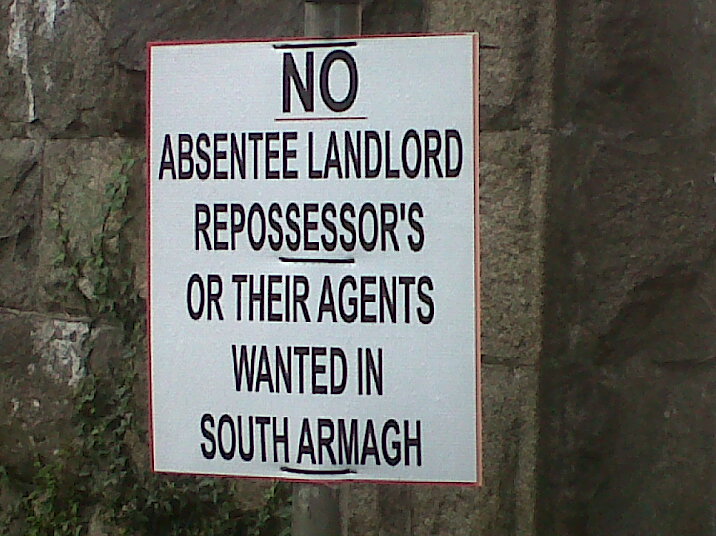 NO
ABSENTEE LANDLORD
REPOSSESSOR'S
OR THEIR AGENTS
WANTED IN
SOUTH ARMAGH